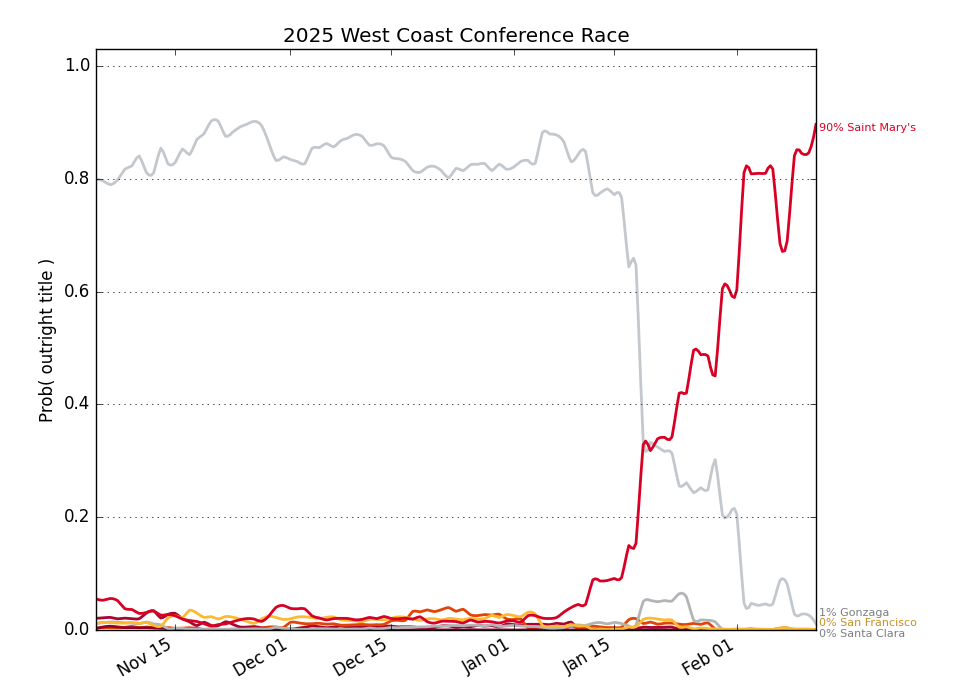 2025 West Coast Conference Race
1.0
0.8
0.6
0.4
0.2
0.0
Prob( outright title )
90% Saint Mary's
1% Gonzaga
0% San Francisco
0% Santa Clara
Nov 15
Dec 01
Dec 15
Jan 01
Jan 15
Feb 01